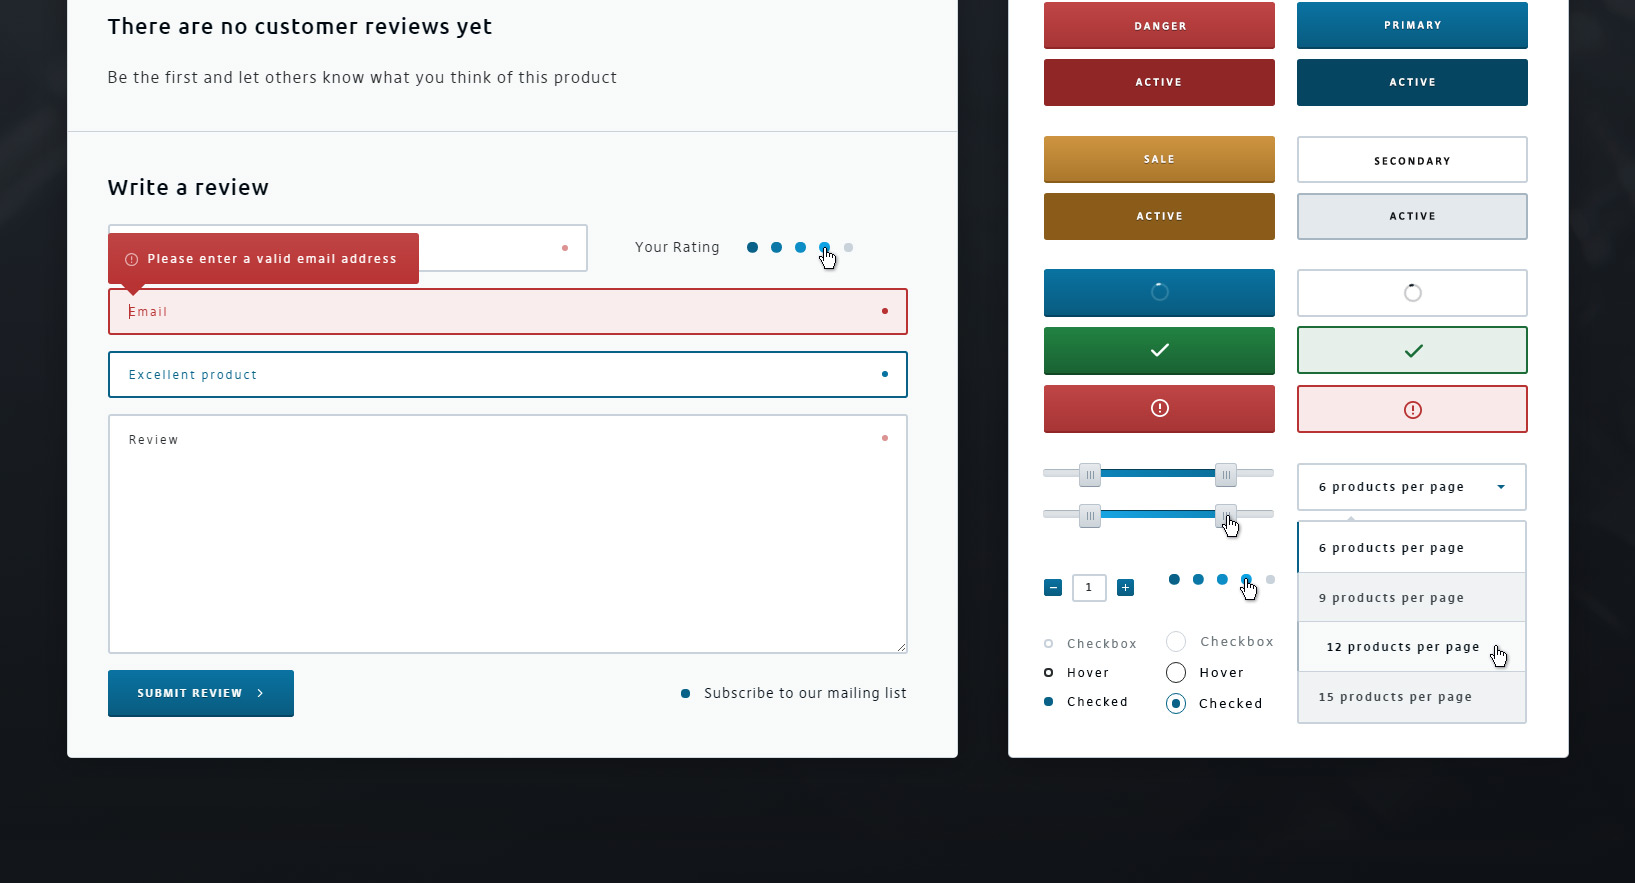 There are no customer reviews yet
Be the first and let others know what you think of this product
Write a review
Your Rating
Please enter a valid email address
Email
Excellent product
Review
SUBMIT REVIEW
Subscribe to our mailing list
DANGER
PRIMARY
ACTIVE
ACTIVE
SALE
SECONDARY
ACTIVE
ACTIVE
6 products per page
6 products per page
9 products per page
12 products per page
15 products per page
1
Checkbox
Checkbox
Hover
Hover
Checked
Checked